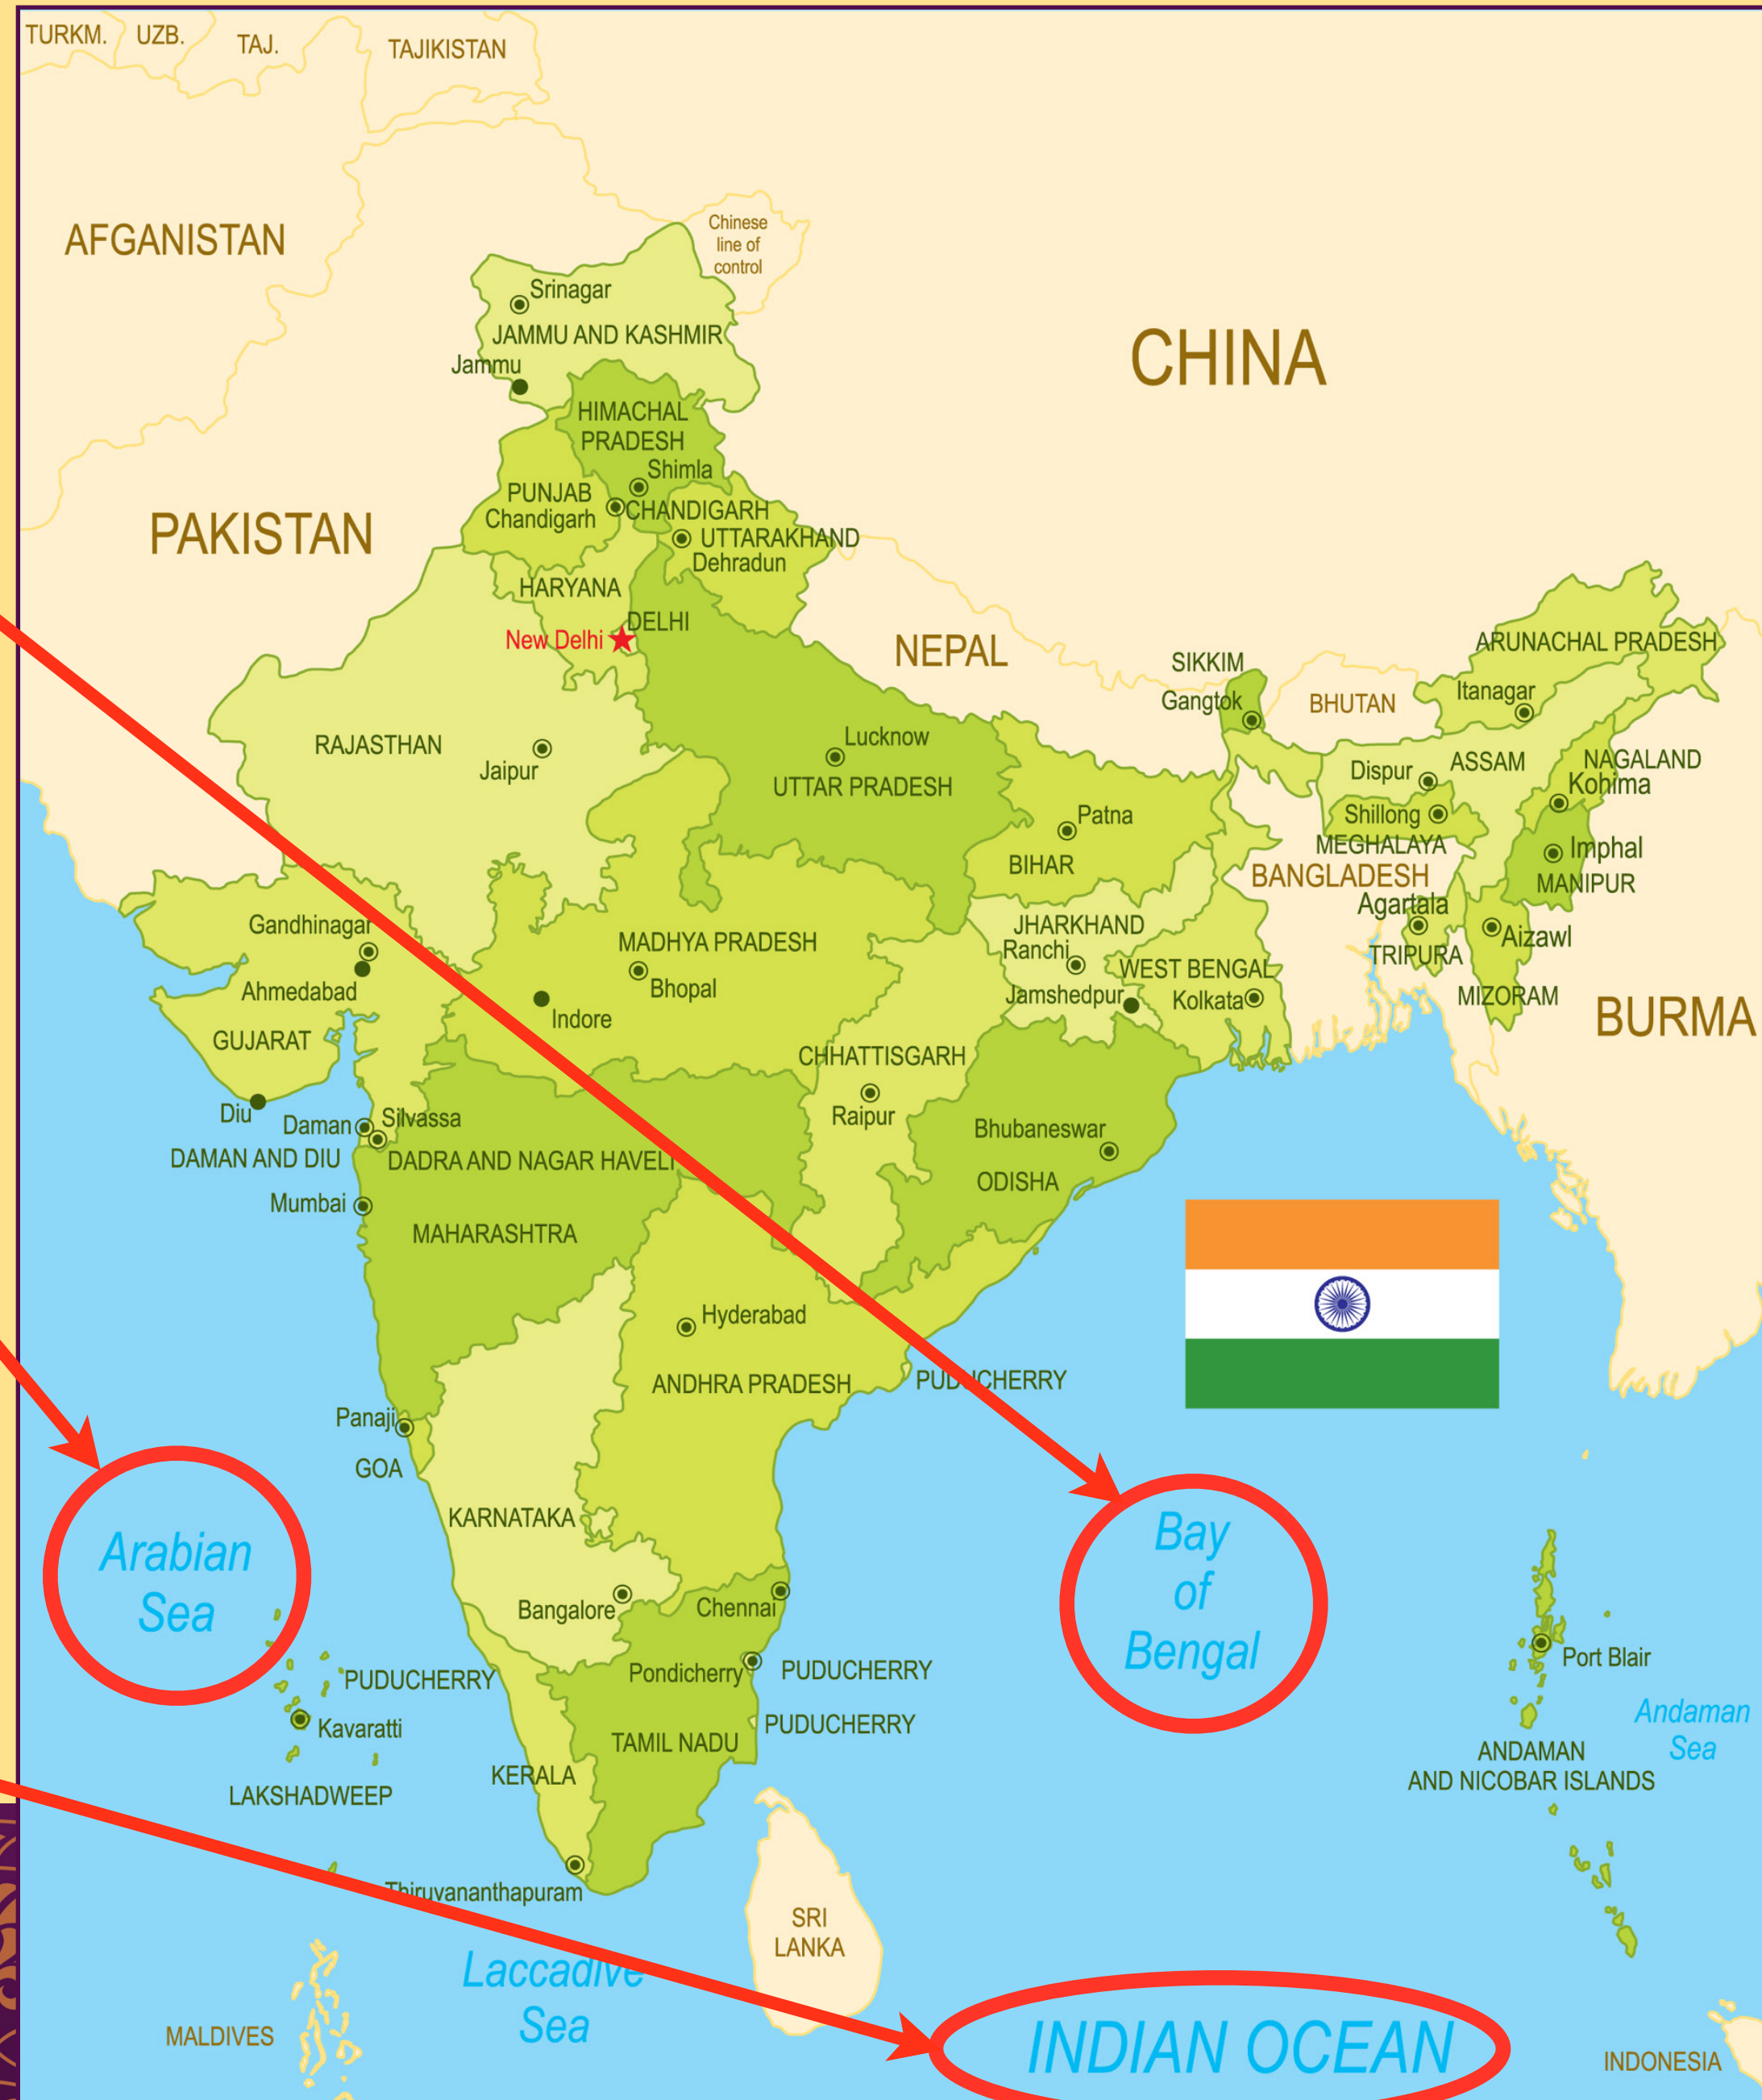 TURKM.
UZB.
TAJ.
TAJIKISTAN
AFGANISTAN
Chinese
line of
control
Srinagar
JAMMU AND KASHMIR
Jammu
CHINA
HIMACHAL
PRADESH
Shimla
PUNJAB
Chandigarh
CHANDIGARH
PAKISTAN
UTTARAKHAND
Dehradun
HARYANA
DELHI
New Delhi
NEPAL
SIKKIM
Gangtok
BHUTAN
ARUNACHAL PRADESH
Itanagar
RAJASTHAN
Jaipur
Lucknow
UTTAR PRADESH
Dispur
ASSAM
NAGALAND
Kohima
Patna
BIHAR
Shillong
MEGHALAYA
Imphal
MANIPUR
BANGLADESH
Agartala
TRIPURA
Aizawl
MIZORAM
Gandhinagar
Ahmedabad
GUJARAT
MADHYA PRADESH
Bhopal
Indore
JHARKHAND
Ranchi
Jamshedpur
WEST BENGAL
Kolkata
BURMA
CHHATTISGARH
Raipur
Diu
Daman
Silvassa
DAMAN AND DIU
DADRA AND NAGAR HAVELI
Bhubaneswar
ODISHA
Mumbai
MAHARASHTRA
Hyderabad
ANDHRA PRADESH
PUDUCHERRY
Panaji
GOA
KARNATAKA
Arabian
Sea
Bay
of
Bengal
Bangalore
Chennai
Pondicherry
PUDUCHERRY
PUDUCHERRY
PUDUCHERRY
Kavaratti
LAKSHADWEEP
TAMIL NADU
KERALA
Port Blair
Andaman
Sea
ANDAMAN
AND NICOBAR ISLANDS
Thiruvananthapuram
SRI
LANKA
Laccadive
Sea
MALDIVES
INDIAN OCEAN
INDONESIA